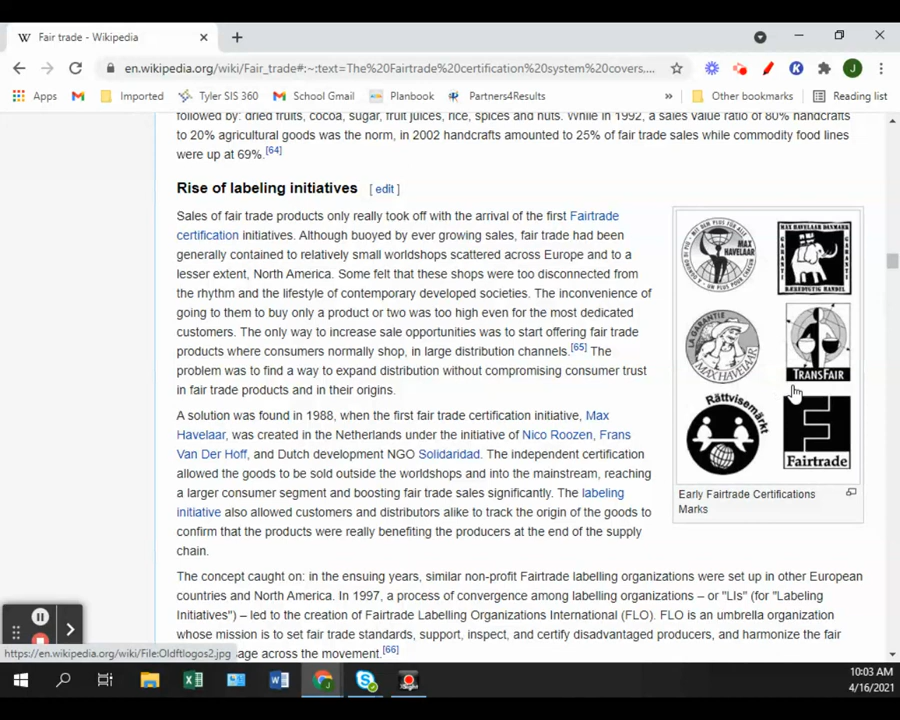 Fair trade - Wikipedia
en.wikipedia.org/wiki/Fair_trade#:~:text=The%20Fairtrade%20certification%20system%20covers,...
J
Apps Imported Tyler SIS 360 School Gmail Planbook Partners4Results » Other bookmarks Reading list
followed by: dried fruits, cocoa, sugar, fruit juices, rice, spices and nuts. While in 1992, a sales value ratio of 80% handcrafts
to 20% agricultural goods was the norm, in 2002 handcrafts amounted to 25% of fair trade sales while commodity food lines
were up at 69%.[64]
Rise of labeling initiatives [ edit ]
Sales of fair trade products only really took off with the arrival of the first Fairtrade
certification initiatives. Although buoyed by ever growing sales, fair trade had been
generally contained to relatively small worldshops scattered across Europe and to a
lesser extent, North America. Some felt that these shops were too disconnected from
the rhythm and the lifestyle of contemporary developed societies. The inconvenience of
going to them to buy only a product or two was too high even for the most dedicated
customers. The only way to increase sale opportunities was to start offering fair trade
products where consumers normally shop, in large distribution channels.[65] The
problem was to find a way to expand distribution without compromising consumer trust
in fair trade products and in their origins.
A solution was found in 1988, when the first fair trade certification initiative, Max
Havelaar, was created in the Netherlands under the initiative of Nico Roozen, Frans
Van Der Hoff, and Dutch development NGO Solidaridad. The independent certification
allowed the goods to be sold outside the worldshops and into the mainstream, reaching
a larger consumer segment and boosting fair trade sales significantly. The labeling
initiative also allowed customers and distributors alike to track the origin of the goods to
confirm that the products were really benefiting the producers at the end of the supply
chain.
MAX
HAVELAAR
MAX HAVELAAR DANMARK
GARANTI
GARANTI
BÆREDYGTIG HANDEL
LA GARANTIE
MAX HAVELAAR
TRANSFAIR
Rättvisemärkt
Fairtrade
Early Fairtrade Certifications
Marks
The concept caught on: in the ensuing years, similar non-profit Fairtrade labelling organizations were set up in other European
countries and North America. In 1997, a process of convergence among labelling organizations – or "LIs" (for "Labeling
Initiatives") – led to the creation of Fairtrade Labelling Organizations International (FLO). FLO is an umbrella organization
whose mission is to set fair trade standards, support, inspect, and certify disadvantaged producers, and harmonize the fair
age across the movement.[66]
https://en.wikipedia.org/wiki/File:Oldftlogos2.jpg
10:03 AM
4/16/2021